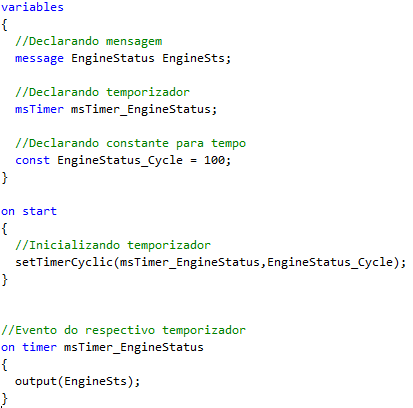 variables
{
//Declarando mensagem
message EngineStatus EngineSts;
//Declarando temporizador
msTimer msTimer_EngineStatus;
//Declarando constante para tempo
const EngineStatus_Cycle = 100;
}
on start
{
//Inicializando temporizador
setTimerCyclic(msTimer_EngineStatus,EngineStatus_Cycle);
}
//Evento do respectivo temporizador
on timer msTimer_EngineStatus
{
output(EngineSts);
}